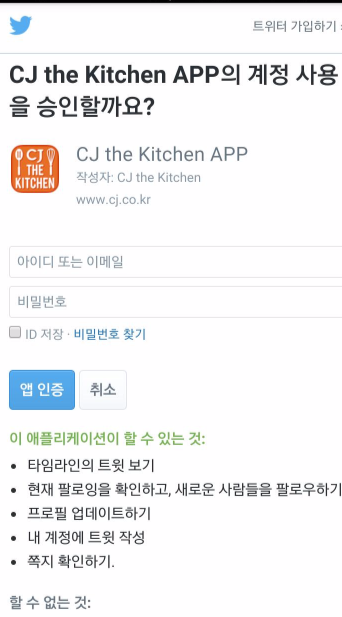 트위터 가입하기
CJ the Kitchen APP의 계정 사용
을 승인할까요?
CJ
THE
KITCHEN
CJ the Kitchen APP
작성자: CJ the Kitchen
www.cj.co.kr
아이디 또는 이메일
비밀번호
ID 저장 · 비밀번호 찾기
앱 인증 취소
이 애플리케이션이 할 수 있는 것:
• 타임라인의 트윗 보기
• 현재 팔로잉을 확인하고, 새로운 사람들을 팔로우하기
• 프로필 업데이트하기
• 내 계정에 트윗 작성
• 쪽지 확인하기.
할 수 없는 것: